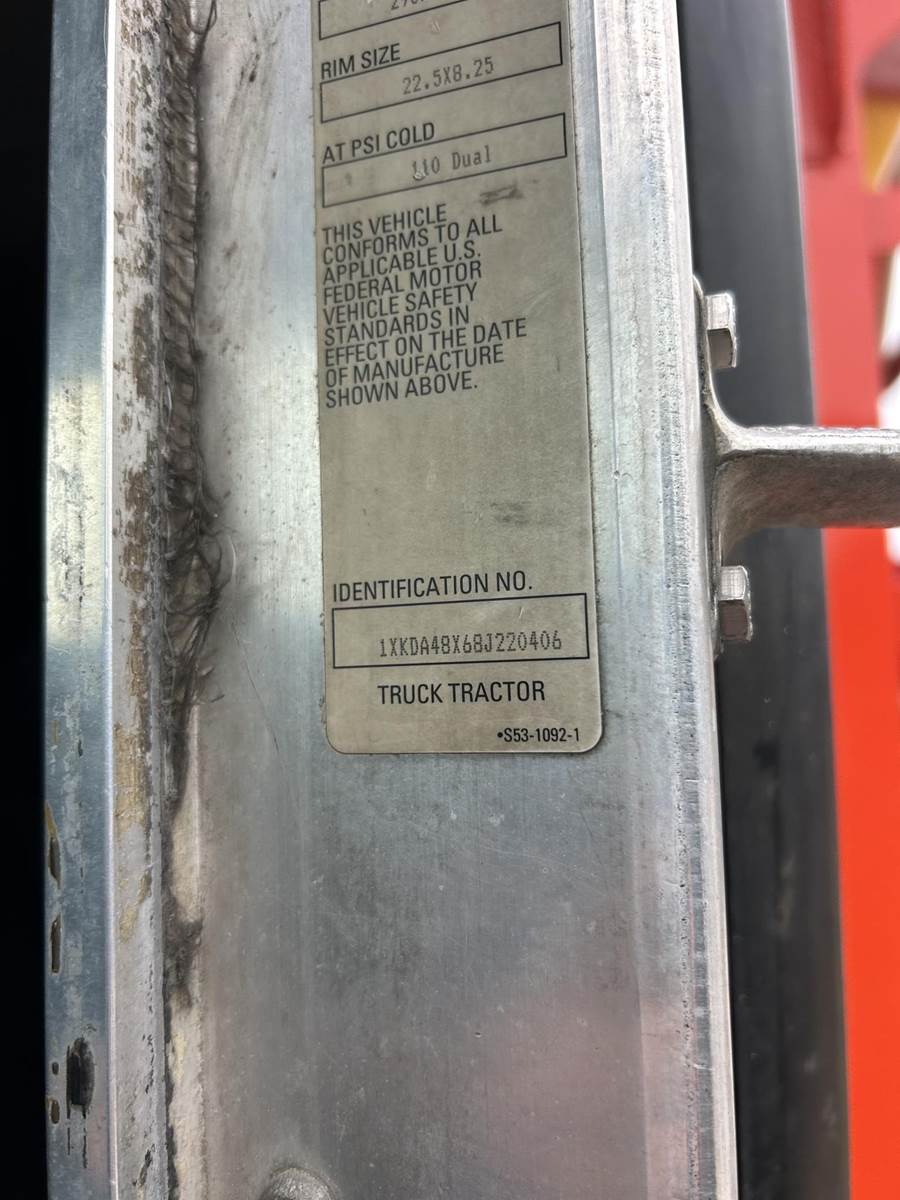 RIM SIZE
22.5X8.25
AT PSI COLD
110 Dual
THIS VEHICLE
CONFORMS TO ALL
APPLICABLE U.S.
FEDERAL MOTOR
VEHICLE SAFETY
STANDARDS IN
EFFECT ON THE DATE
OF MANUFACTURE
SHOWN ABOVE.
IDENTIFICATION NO.
1XKDA48X68J220406
TRUCK TRACTOR
•S53-1092-1